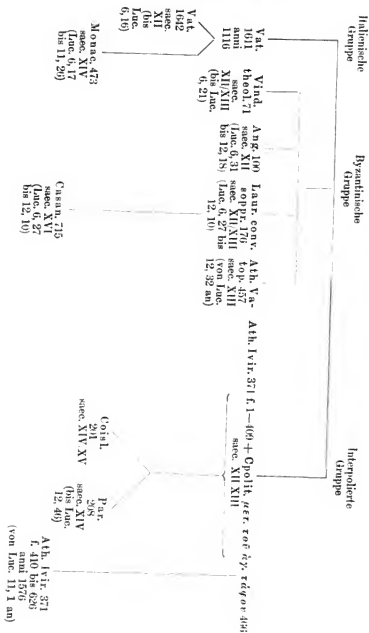 Italienische
Gruppe
Byzantinische
Gruppe
Interpolierte
Gruppe
Vat.
1611
anni
1116
Vind.
theol. 71
saec.
XII/XIII
(bis Luc.
6, 21)
Ang. 100
saec. XII
(Luc. 6, 31
bis 12, 18)
Laur. conv.
soppr. 176
saec. XII/XIII
(Luc. 6, 27 bis
12, 10)
Ath. Va-
top. 457
saec. XIII
(von Luc.
12, 32 an)
Ath. Ivir. 371 f. 1—409 + Cpolit. μετ. τοῦ ἁγ. τάφου 466
saec. XII XIII
Vat.
1642
saec.
XII
(bis
Luc.
6, 16)
Monac. 473
saec. XIV
(Luc. 6, 17
bis 11, 26)
Casan. 715
saec. XVI
(Luc. 6, 27
bis 12, 10)
Coisl.
201
saec. XIV XV
Par.
208
saec. XIV
(bis Luc.
12, 46)
Ath. Ivir. 371
f. 410 bis 626
anni 1576
(von Luc. 11, 1 an)